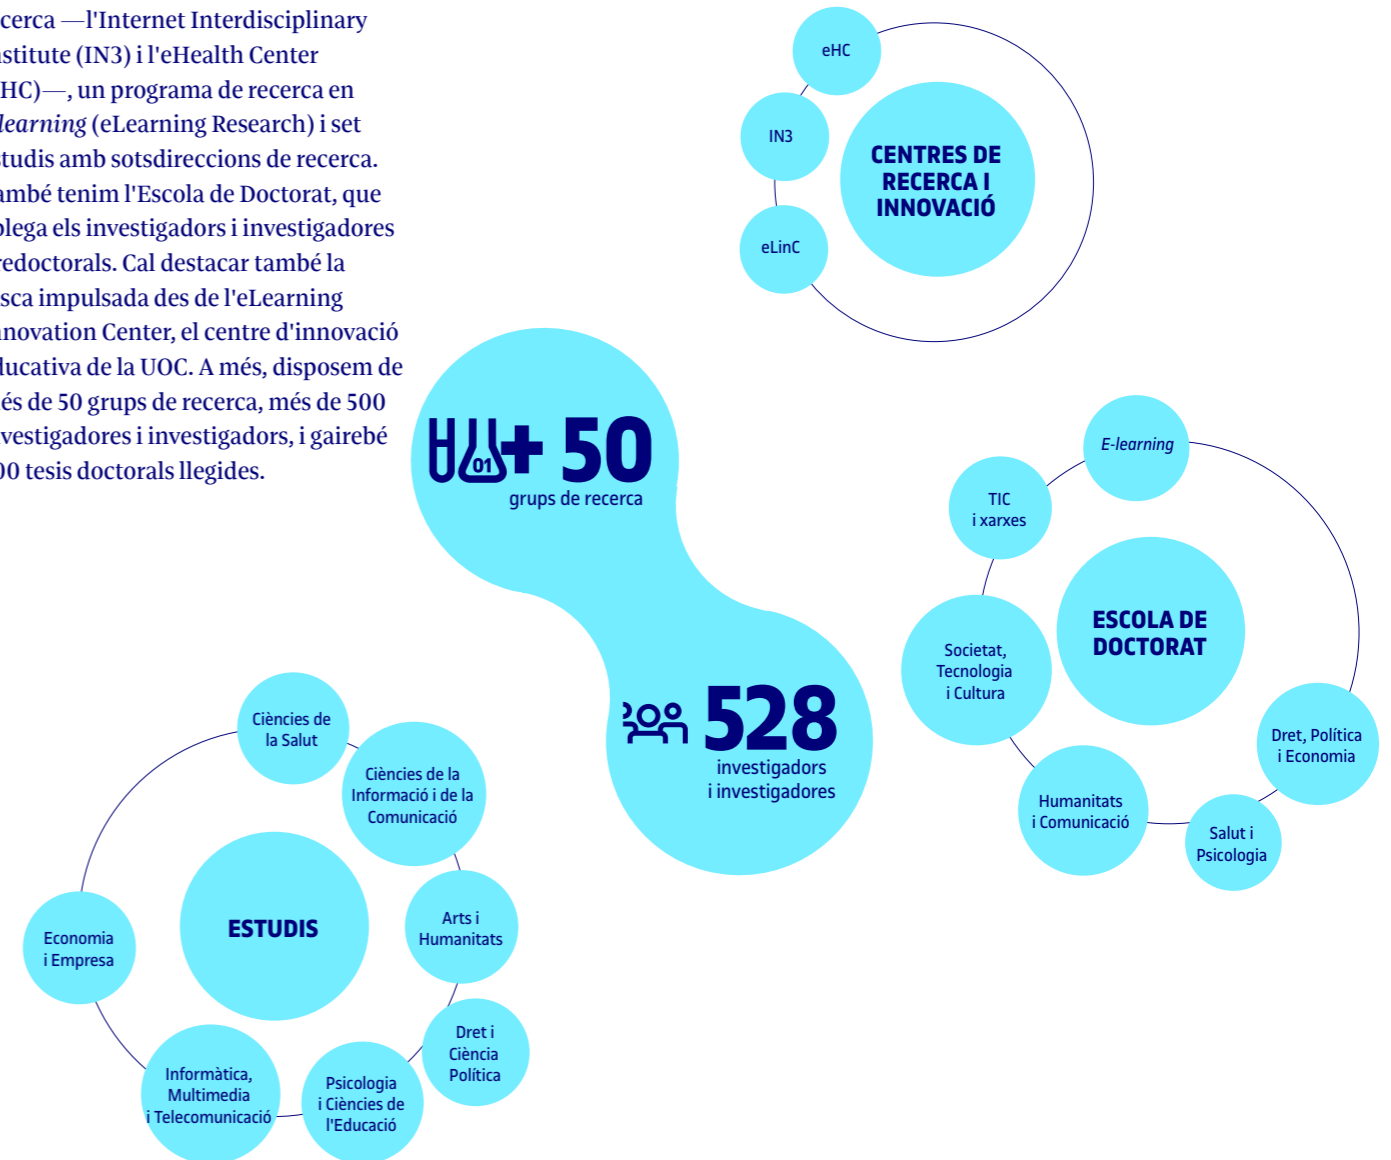 cerca —l'Internet Interdisciplinary
nstitute (IN3) i l'eHealth Center
HC)—, un programa de recerca en
learning (eLearning Research) i set
studis amb sotsdireccions de recerca.
ambé tenim l'Escola de Doctorat, que
plega els investigadors i investigadores
redoctorals. Cal destacar també la
sca impulsada des de l'eLearning
nnovation Center, el centre d'innovació
ducativa de la UOC. A més, disposem de
és de 50 grups de recerca, més de 500
vestigadores i investigadors, i gairebé
00 tesis doctorals llegides.
eHC
IN3
eLinC
CENTRES DE
RECERCA I
INNOVACIÓ
01
+ 50
grups de recerca
528
investigadors
i investigadores
E-learning
TIC
i xarxes
Societat,
Tecnologia
i Cultura
Humanitats
i Comunicació
Salut i
Psicologia
Dret, Política
i Economia
ESCOLA DE
DOCTORAT
Ciències de
la Salut
Ciències de la
Informació i de la
Comunicació
Arts i
Humanitats
Dret i
Ciència
Política
Psicologia
i Ciències de
l'Educació
Informàtica,
Multimedia
i Telecomunicació
Economia
i Empresa
ESTUDIS